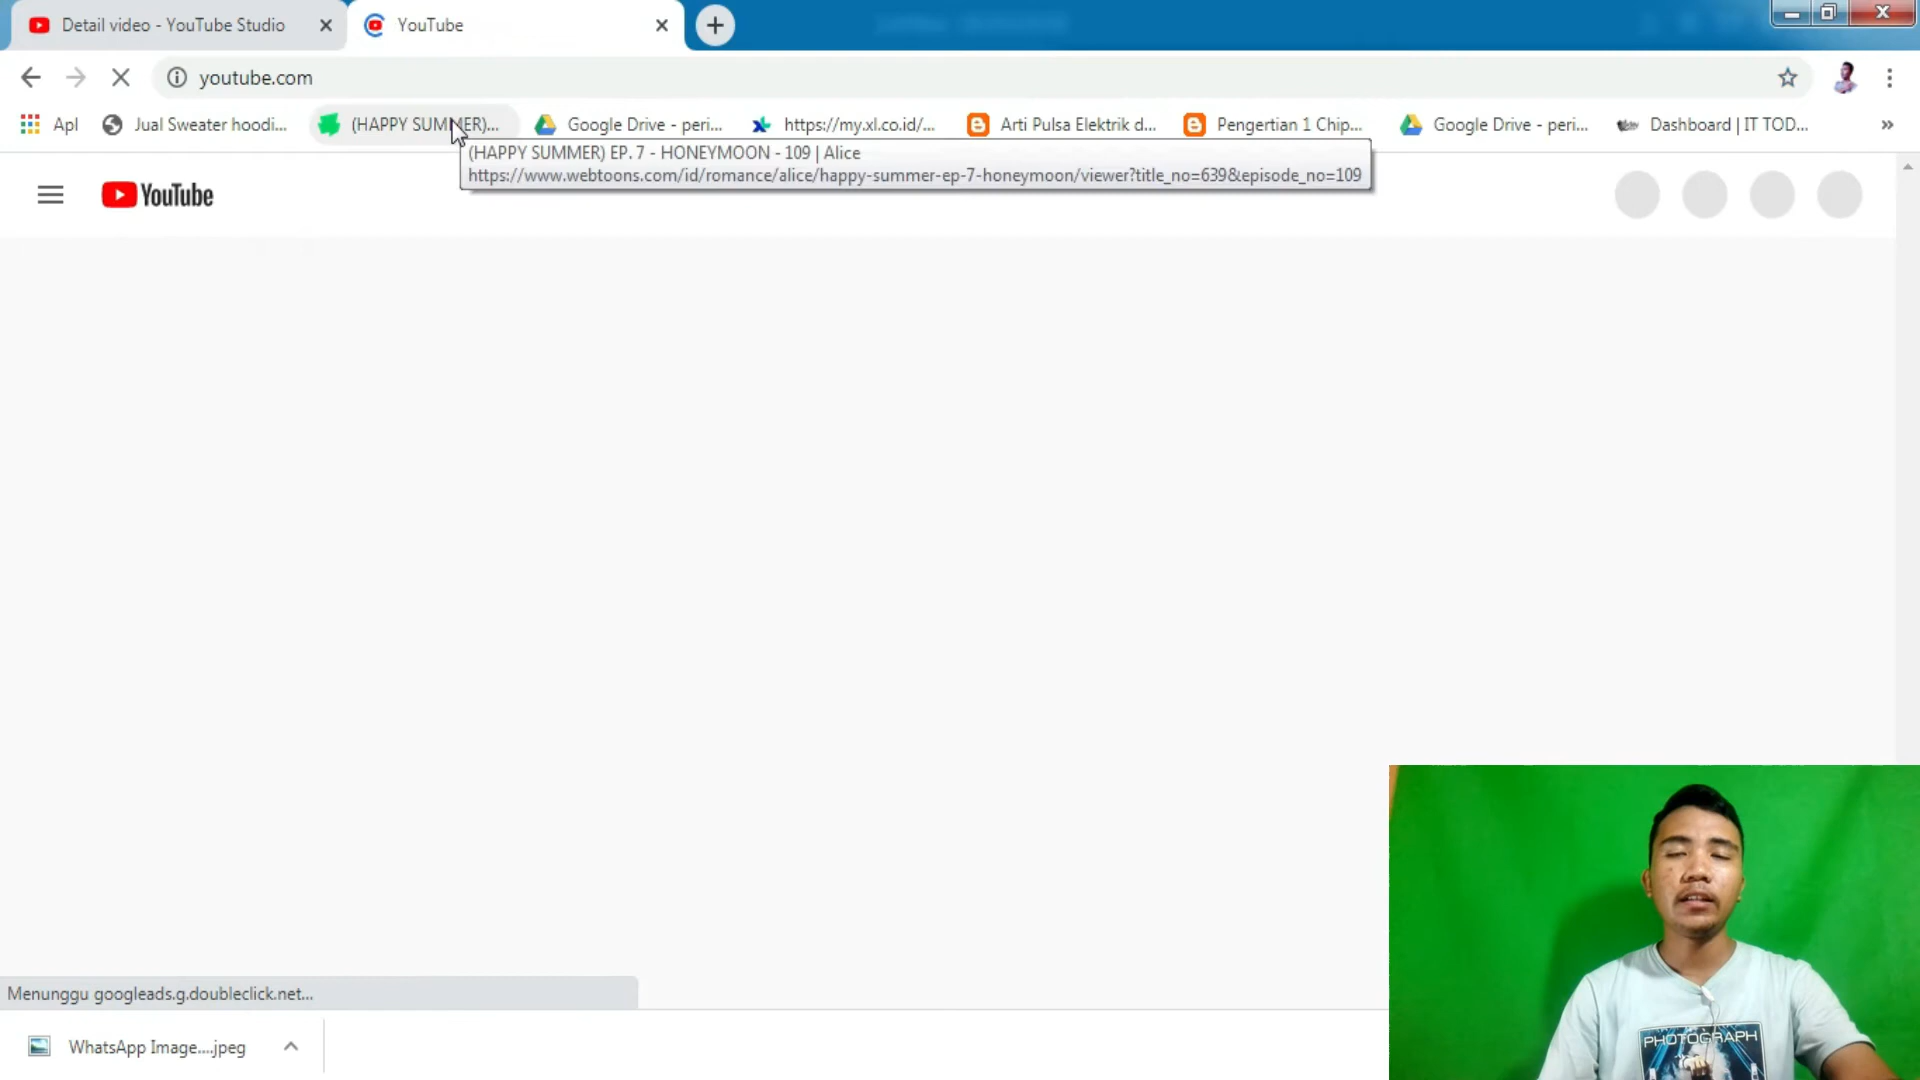 Detail video - YouTube Studio
YouTube
youtube.com
Apl
Jual Sweater hoodi...
(HAPPY SUMMER)...
Google Drive - peri...
https://my.xl.co.id/...
Arti Pulsa Elektrik d...
Pengertian 1 Chip...
Google Drive - peri...
Dashboard | IT TOD...
(HAPPY SUMMER) EP. 7 - HONEYMOON - 109 | Alice
https://www.webtoons.com/id/romance/alice/happy-summer-ep-7-honeymoon/viewer?title_no=639&episode_no=109
YouTube
Menunggu googleads.g.doubleclick.net...
WhatsApp Image....jpeg
PHOTOGRAPH